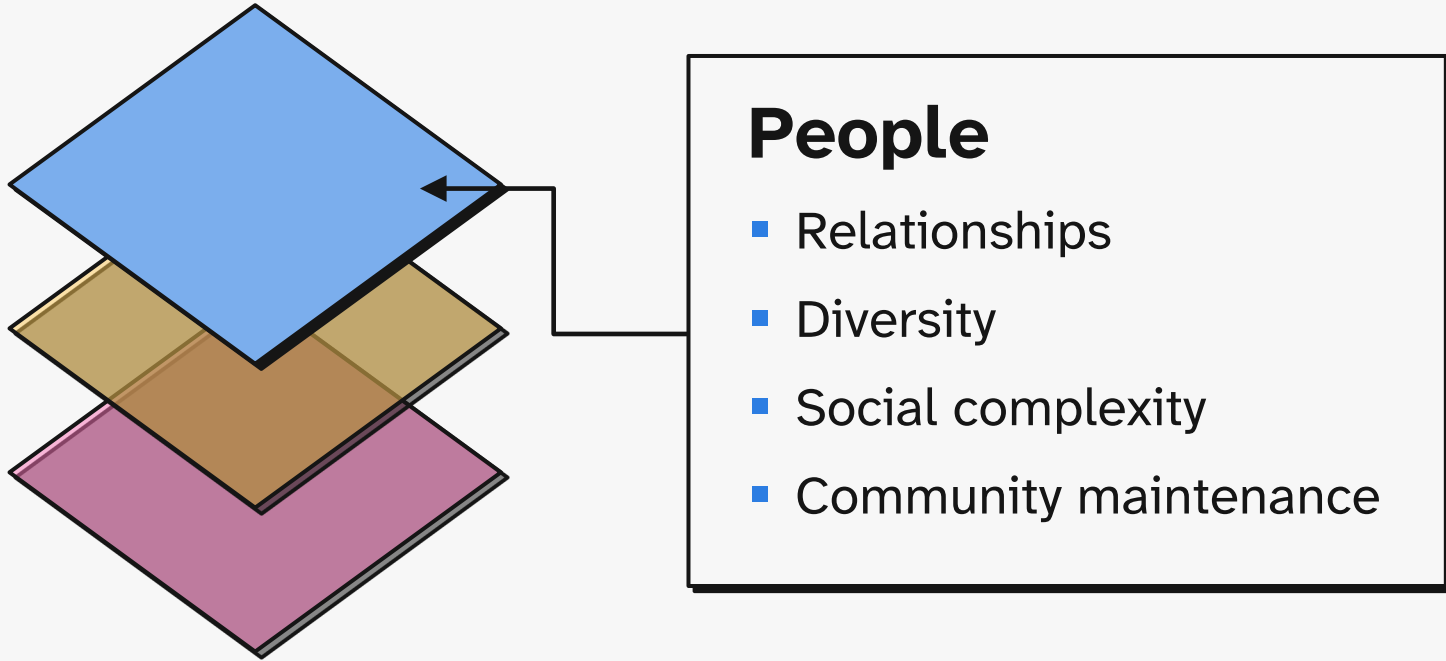 People
Relationships
Diversity
Social complexity
Community maintenance